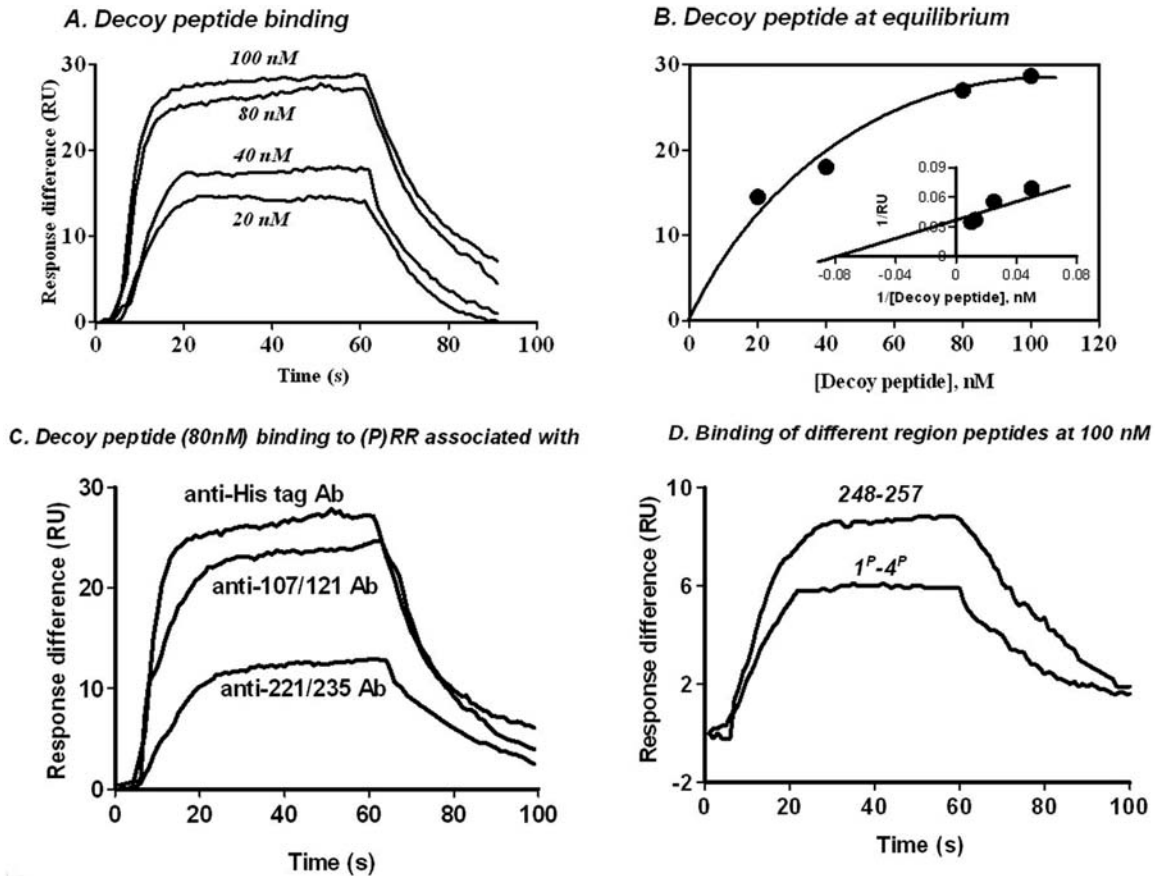 A. Decoy peptide binding
30
20
10
0
Response difference (RU)
100 nM
80 nM
40 nM
20 nM
0 20 40 60 80 100
Time (s)
B. Decoy peptide at equilibrium
30
20
10
0
0.09
0.06
0.03
0
1/RU
-0.08 -0.04 0 0.04 0.08
1/[Decoy peptide], nM
0 20 40 60 80 100 120
[Decoy peptide], nM
C. Decoy peptide (80nM) binding to (P)RR associated with
30
20
10
0
Response difference (RU)
anti-His tag Ab
anti-107/121 Ab
anti-221/235 Ab
0 20 40 60 80 100
Time (s)
D. Binding of different region peptides at 100 nM
10
6
2
-2
Response difference (RU)
248-257
1ᴾ-4ᴾ
0 20 40 60 80 100
Time (s)